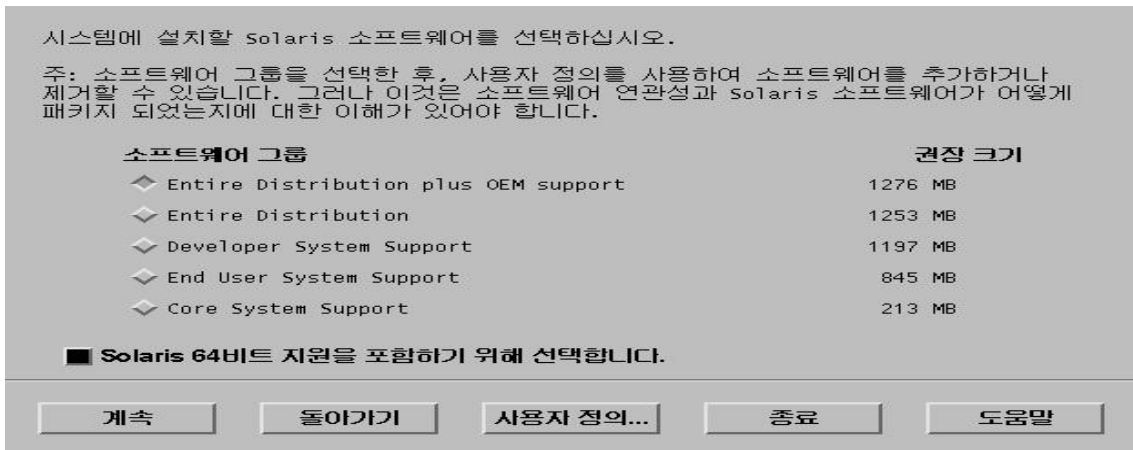 시스템에 설치할 Solaris 소프트웨어를 선택하십시오.
주: 소프트웨어 그룹을 선택한 후, 사용자 정의를 사용하여 소프트웨어를 추가하거나
제거할 수 있습니다. 그러나 이것은 소프트웨어 연관성과 Solaris 소프트웨어가 어떻게
패키지 되었는지에 대한 이해가 있어야 합니다.
소프트웨어 그룹 권장 크기
Entire Distribution plus OEM support 1276 MB
Entire Distribution 1253 MB
Developer System Support 1197 MB
End User System Support 845 MB
Core System Support 213 MB
Solaris 64비트 지원을 포함하기 위해 선택합니다.
계속 돌아가기 사용자 정의... 종료 도움말